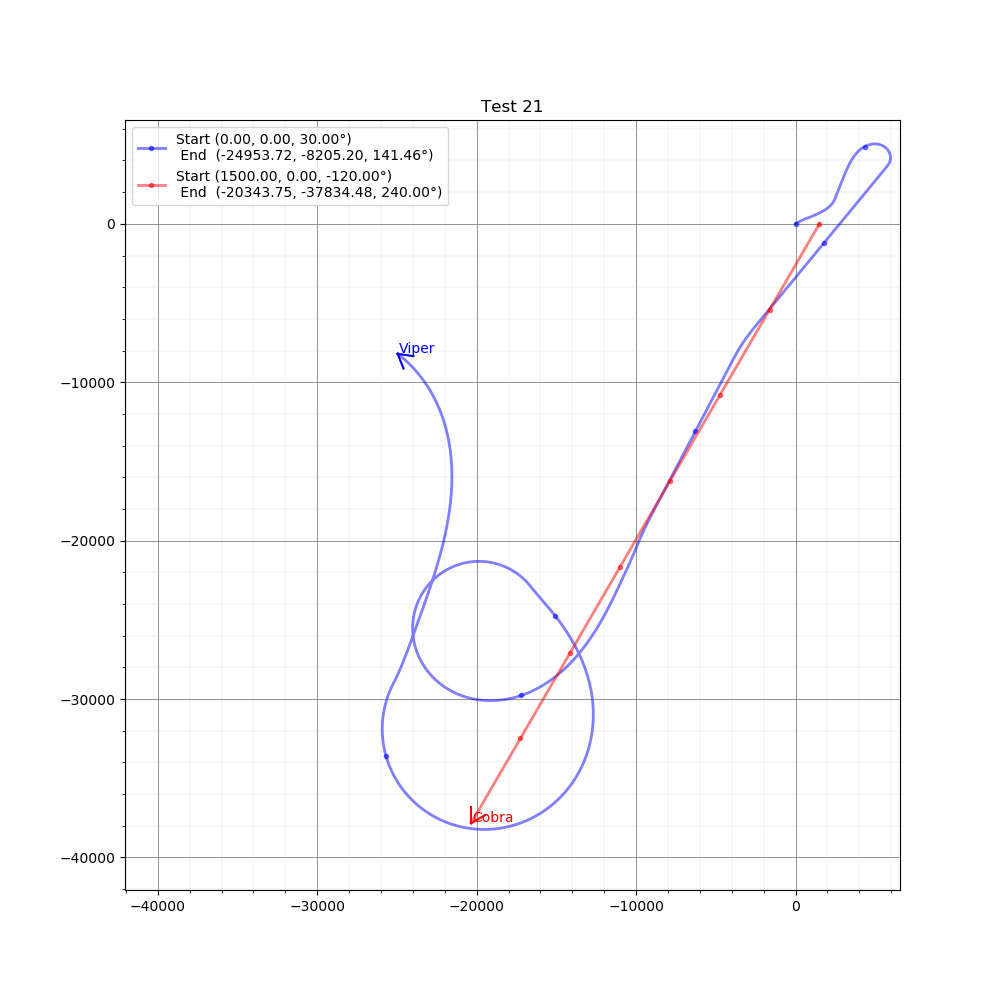 Test 21
Start (0.00, 0.00, 30.00°)
End  (-24953.72, -8205.20, 141.46°)
Start (1500.00, 0.00, -120.00°)
End  (-20343.75, -37834.48, 240.00°)
0
−10000
−20000
−30000
−40000
Viper
Cobra
−40000 −30000 −20000 −10000 0